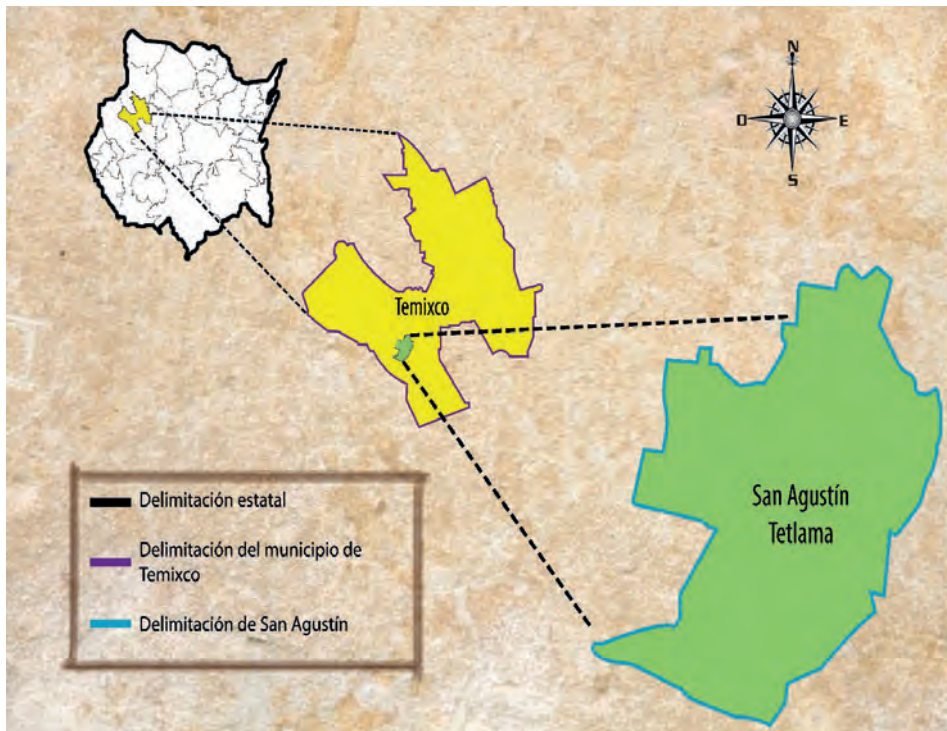 N
O
E
S
Temixco
San Agustín
Tetlama
Delimitación estatal
Delimitación del municipio de
Temixco
Delimitación de San Agustín